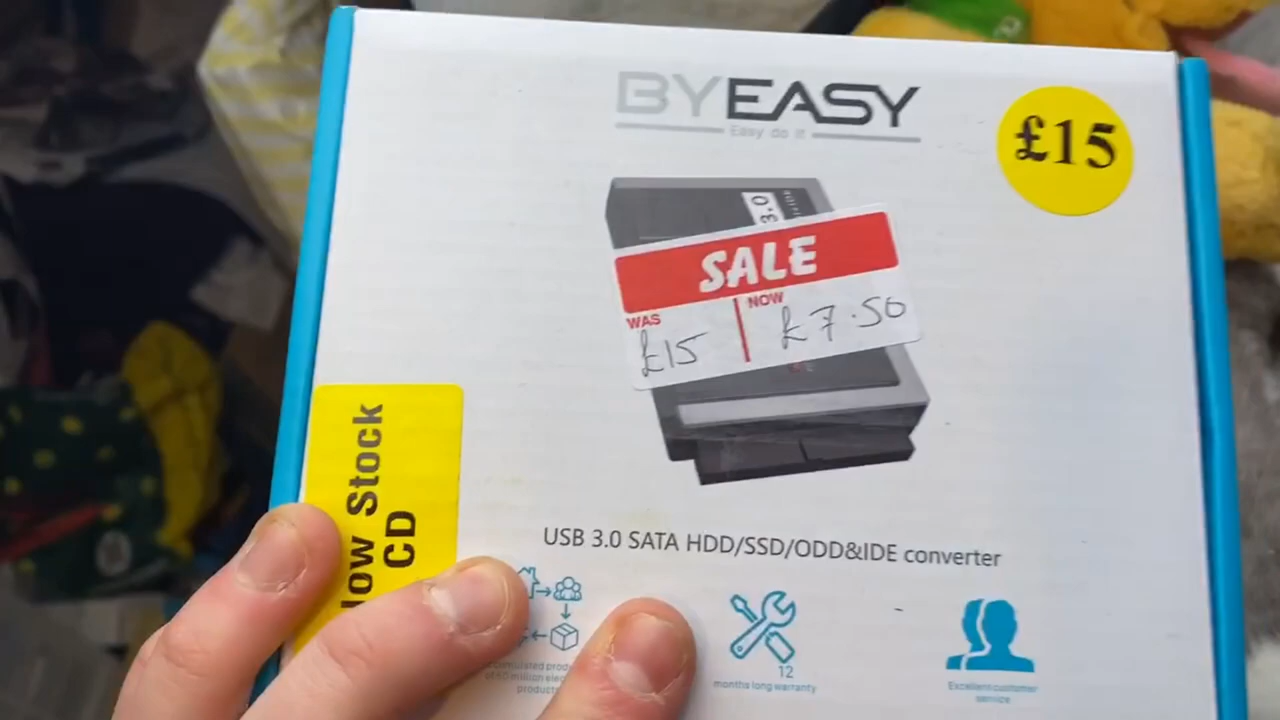 BYEASY
Easy do it
£15
3.0
SALE
WAS
NOW
£15
£7.50
low Stock
CD
USB 3.0 SATA HDD/SSD/ODD&IDE converter
12
months long warranty
Excellent customer
service